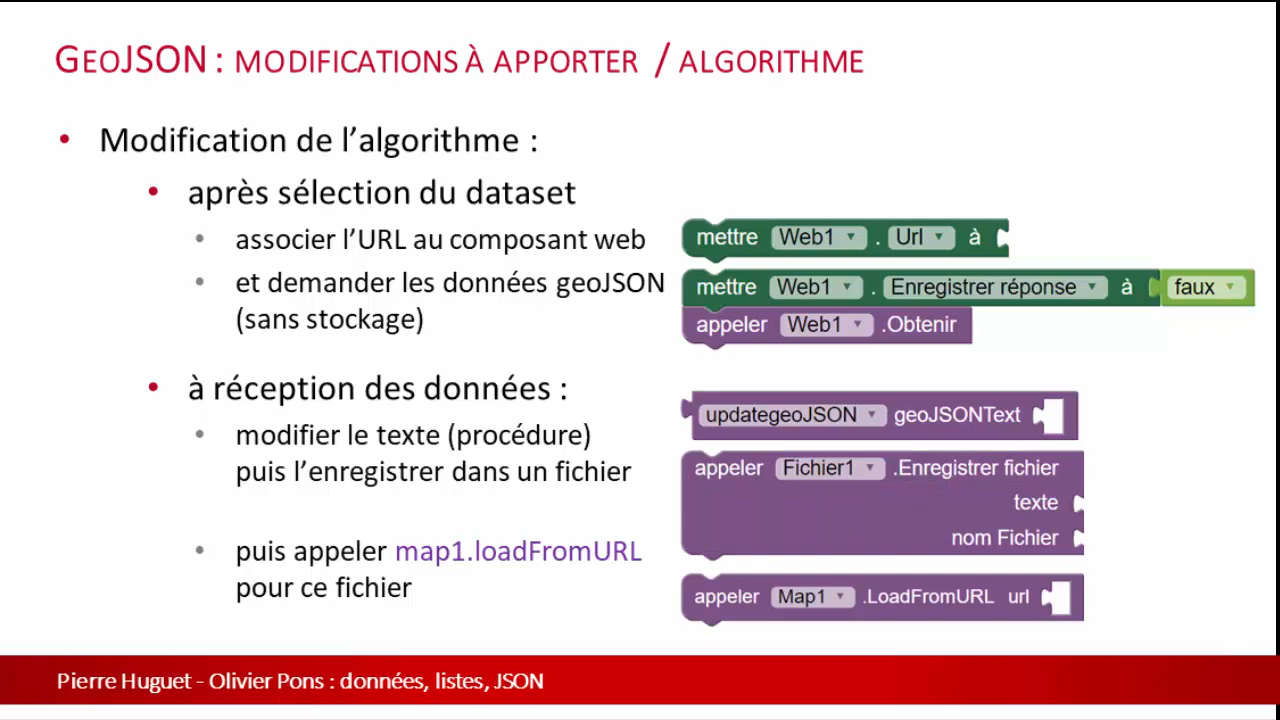 GEOJSON : MODIFICATIONS À APPORTER / ALGORITHME
• Modification de l’algorithme :
• après sélection du dataset
• associer l’URL au composant web
mettre Web1 . Url à
• et demander les données geoJSON
(sans stockage)
mettre Web1 . Enregistrer réponse à faux
appeler Web1 .Obtenir
• à réception des données :
• modifier le texte (procédure)
puis l’enregistrer dans un fichier
updategeoJSON geoJSONText
appeler Fichier1 .Enregistrer fichier
texte
nom Fichier
• puis appeler map1.loadFromURL
pour ce fichier
appeler Map1 .LoadFromURL url
Pierre Huguet - Olivier Pons : données, listes, JSON